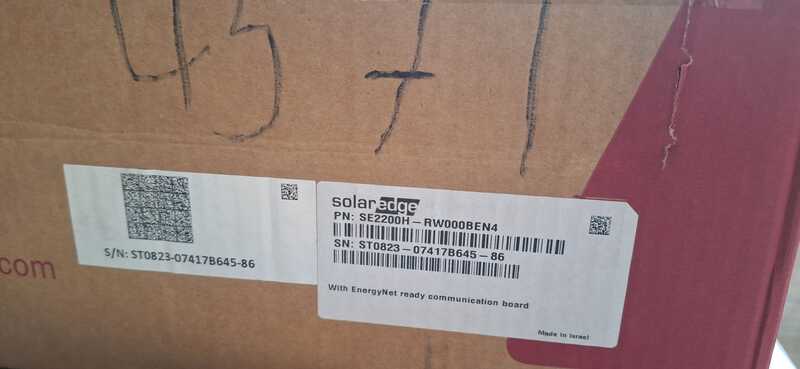 4571
S/N: ST0823-07417B645-86
solaredge
PN: SE2200H-RW000BEN4
SN: ST0823-07417B645-86
With EnergyNet ready communication board
Made in Israel
.com